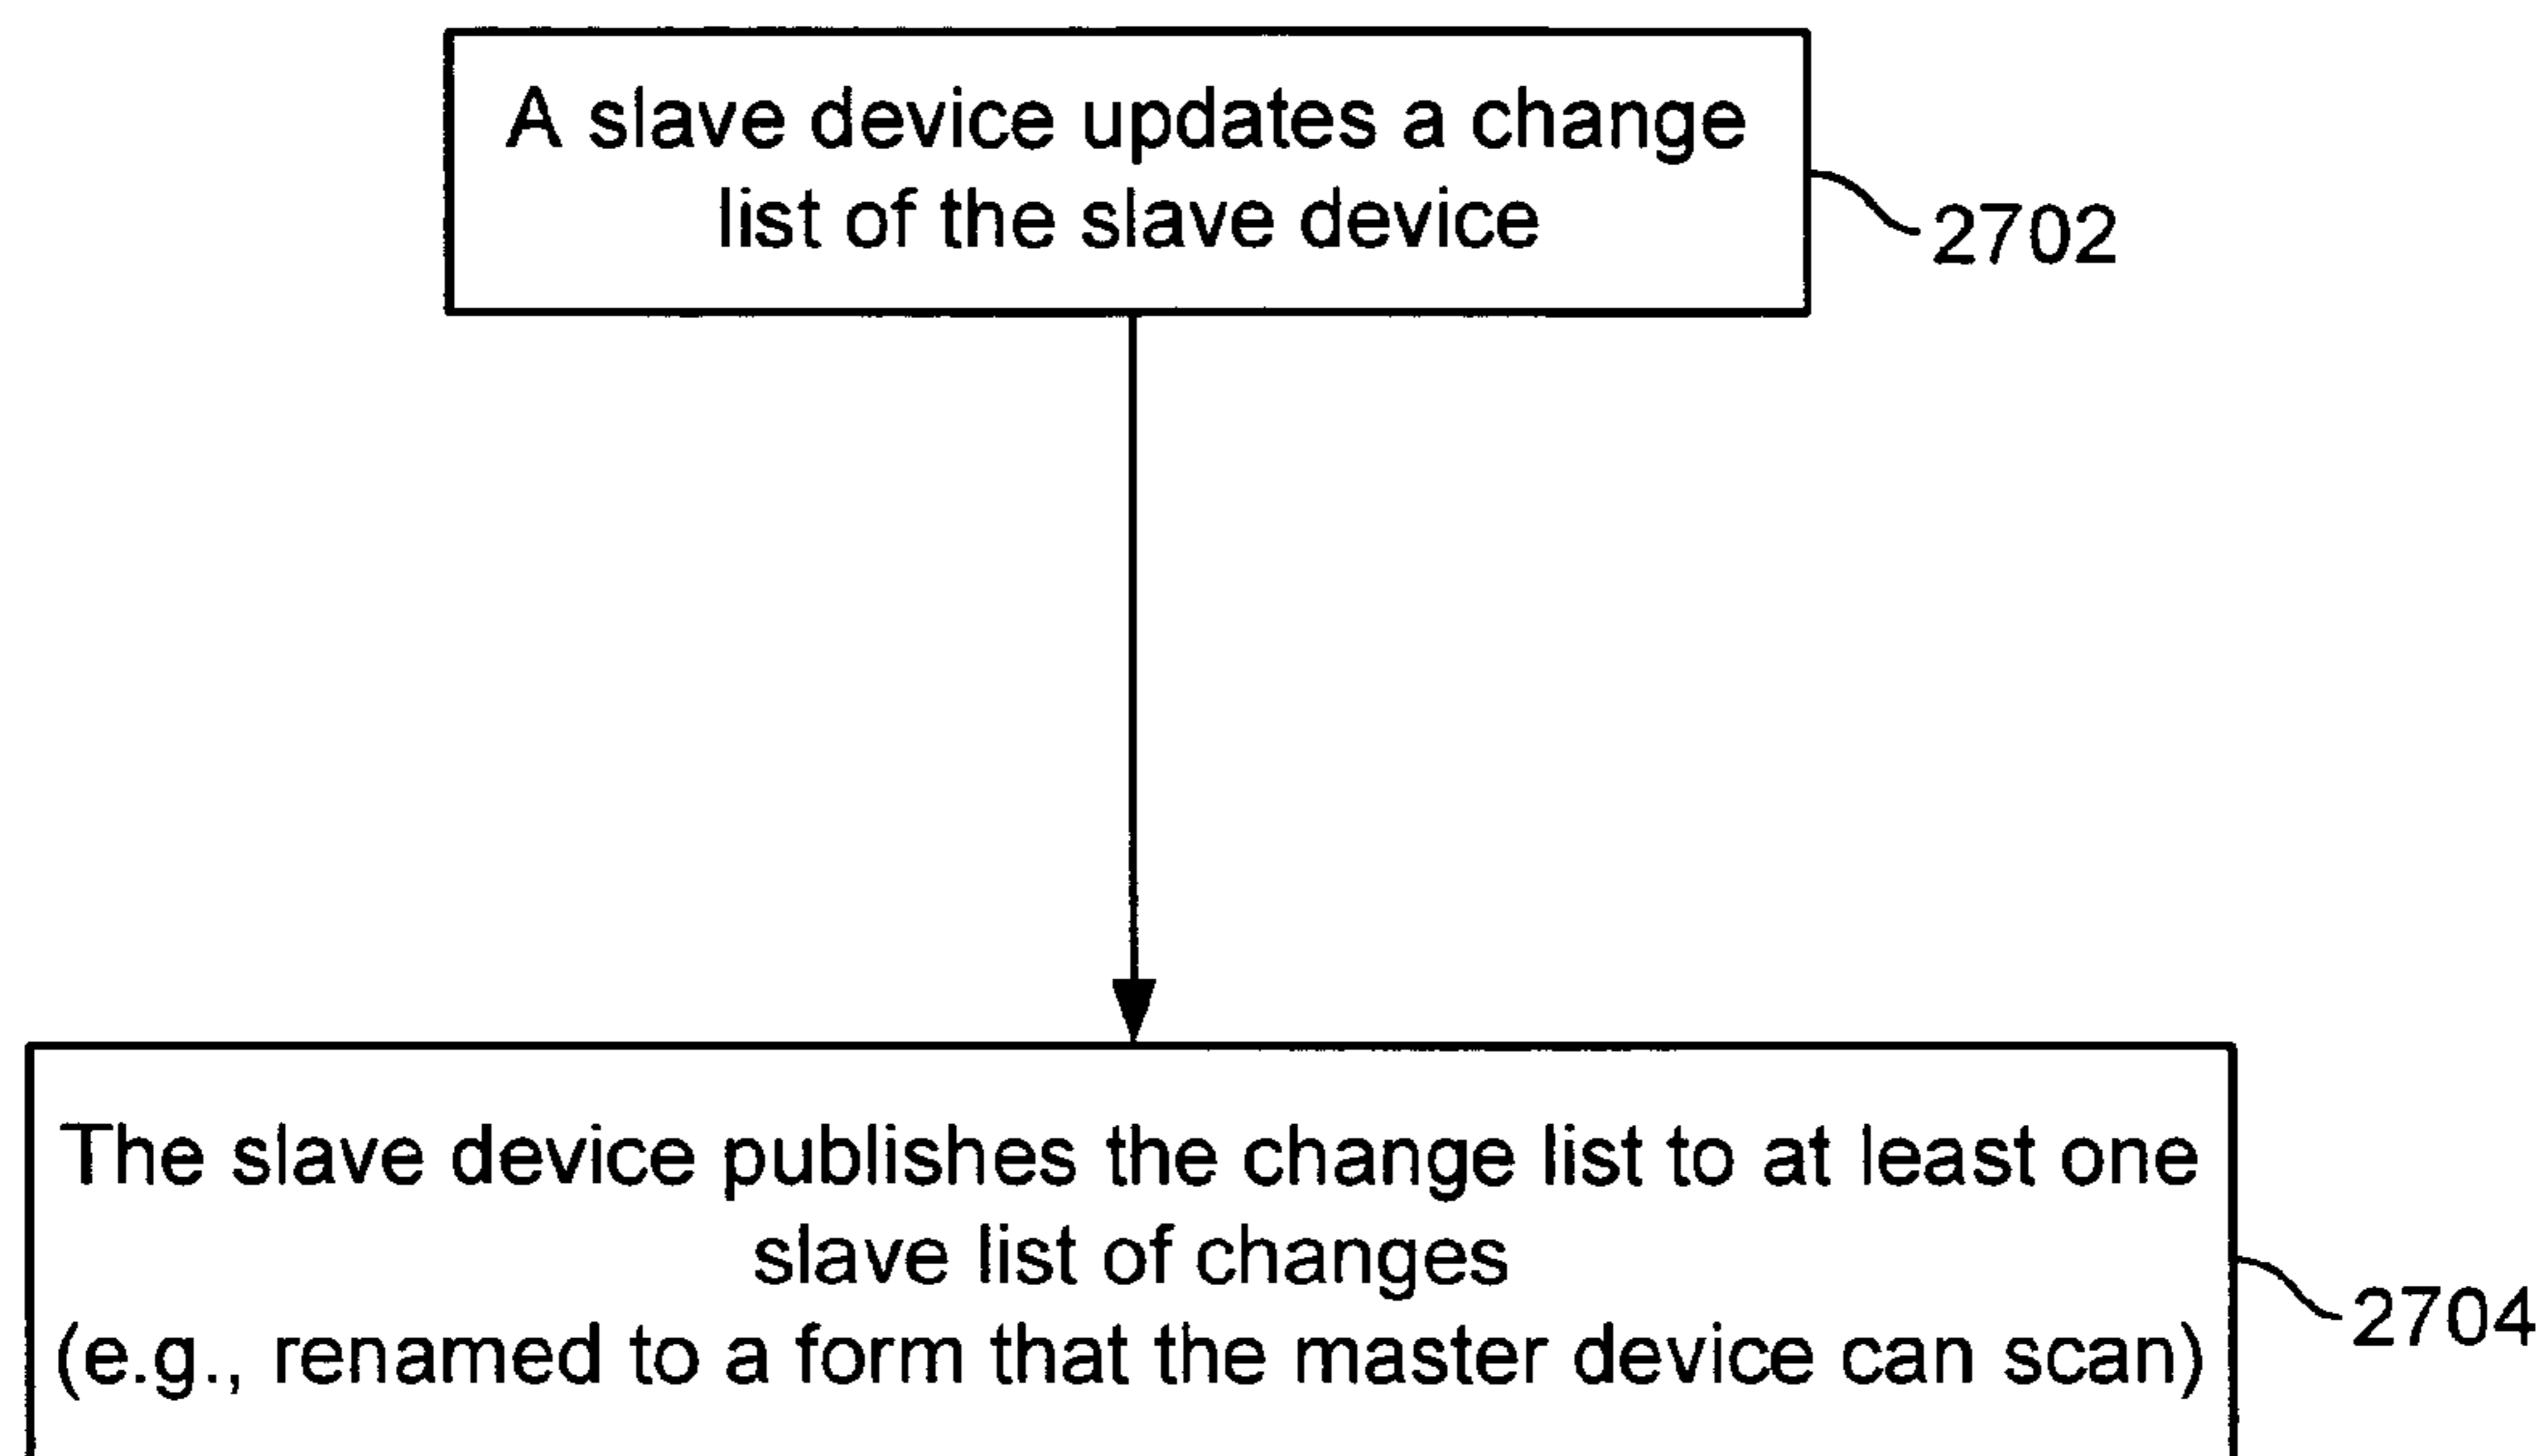 A slave device updates a change
list of the slave device
2702
The slave device publishes the change list to at least one
slave list of changes
(e.g., renamed to a form that the master device can scan)
2704